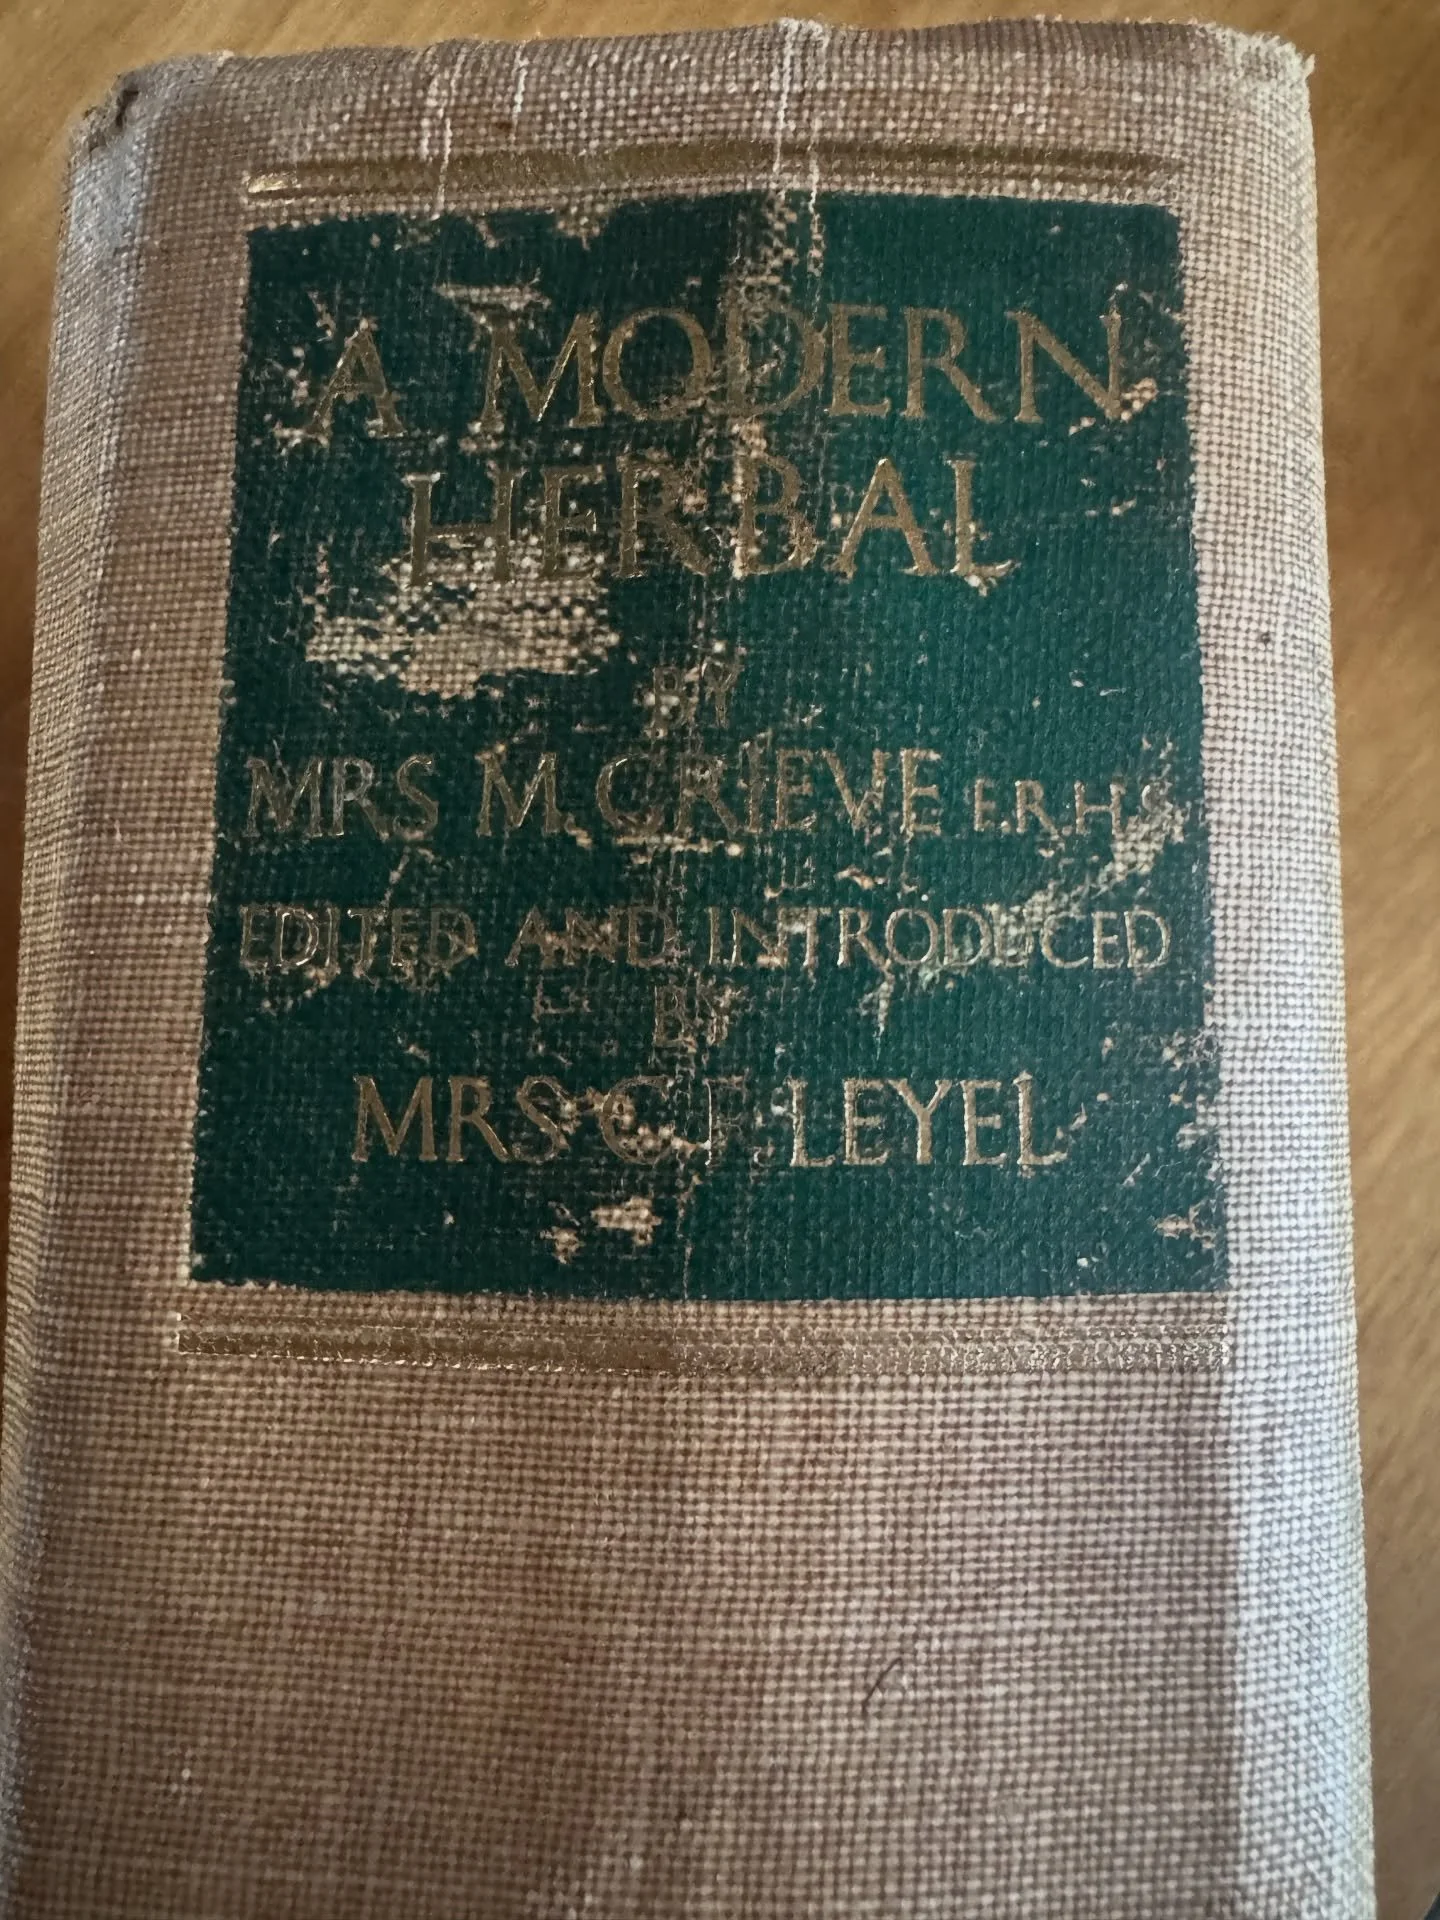 A MODERN
HERBAL
BY
MRS M. GRIEVE F.R.H.S.
EDITED AND INTRODUCED
BY
MRS C. F. LEYEL